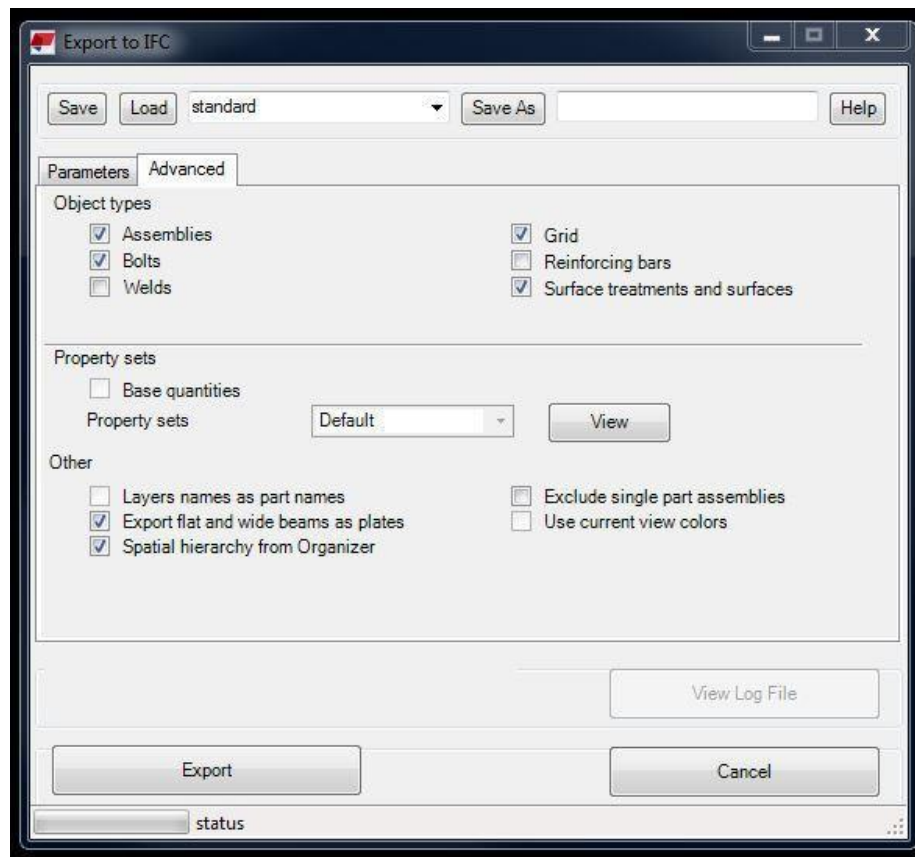 Export to IFC
Save Load standard Save As Help
Parameters Advanced
Object types
Assemblies Grid
Bolts Reinforcing bars
Welds Surface treatments and surfaces
Property sets
Base quantities
Property sets Default View
Other
Layers names as part names Exclude single part assemblies
Export flat and wide beams as plates Use current view colors
Spatial hierarchy from Organizer
View Log File
Export Cancel
status